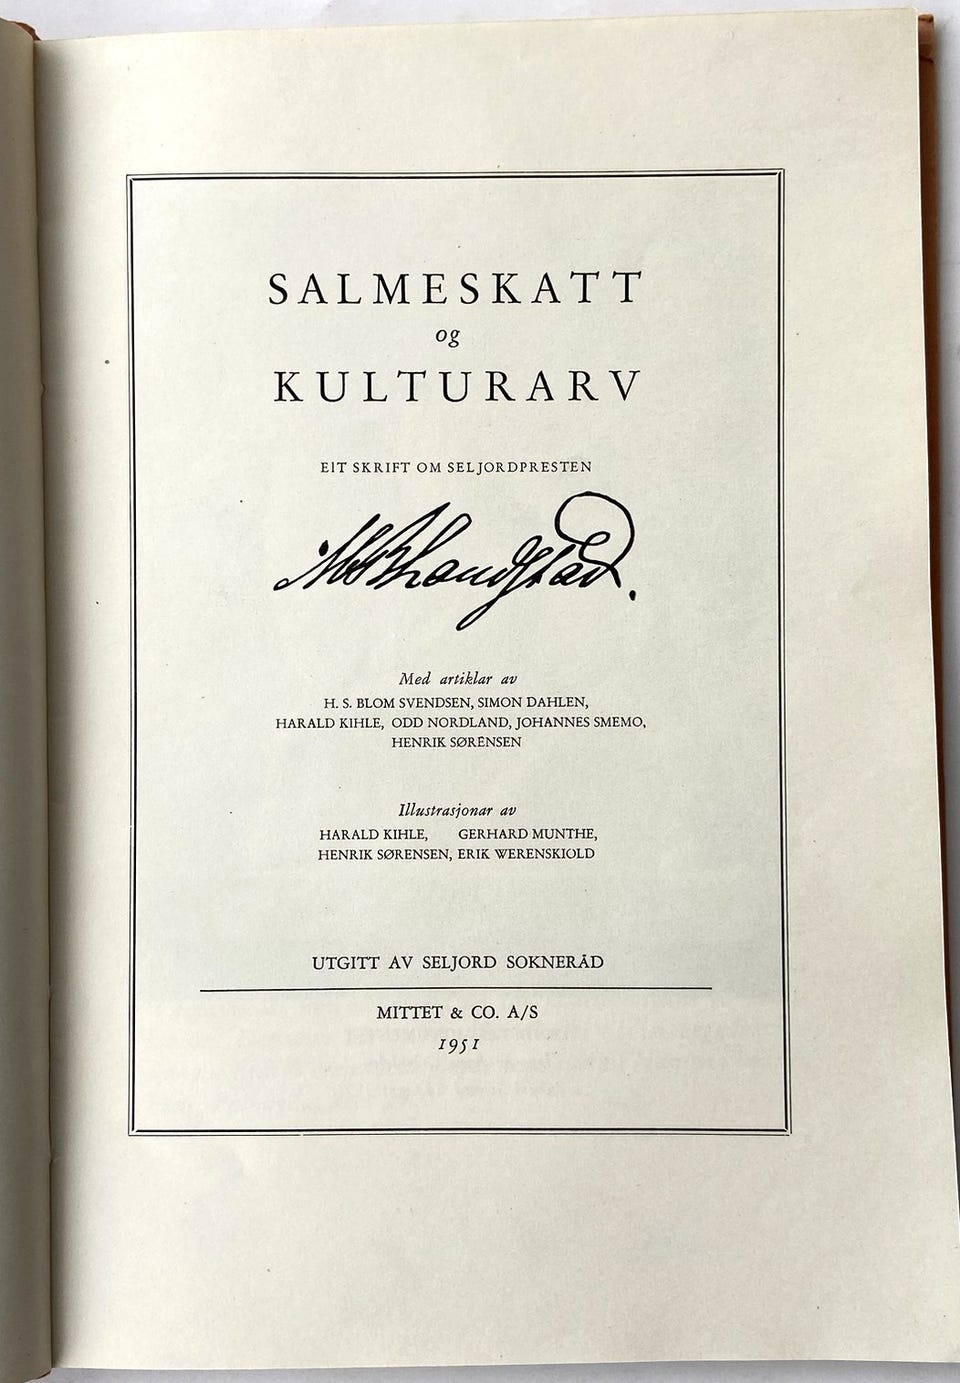 SALMESKATT
og
KULTURARV
EIT SKRIFT OM SELJORDPRESTEN
M B Landstad.
Med artiklar av
H. S. BLOM SVENDSEN, SIMON DAHLEN,
HARALD KIHLE, ODD NORDLAND, JOHANNES SMEMO,
HENRIK SØRENSEN
Illustrasjonar av
HARALD KIHLE, GERHARD MUNTHE,
HENRIK SØRENSEN, ERIK WERENSKIOLD
UTGITT AV SELJORD SOKNERÅD
MITTET & CO. A/S
1951